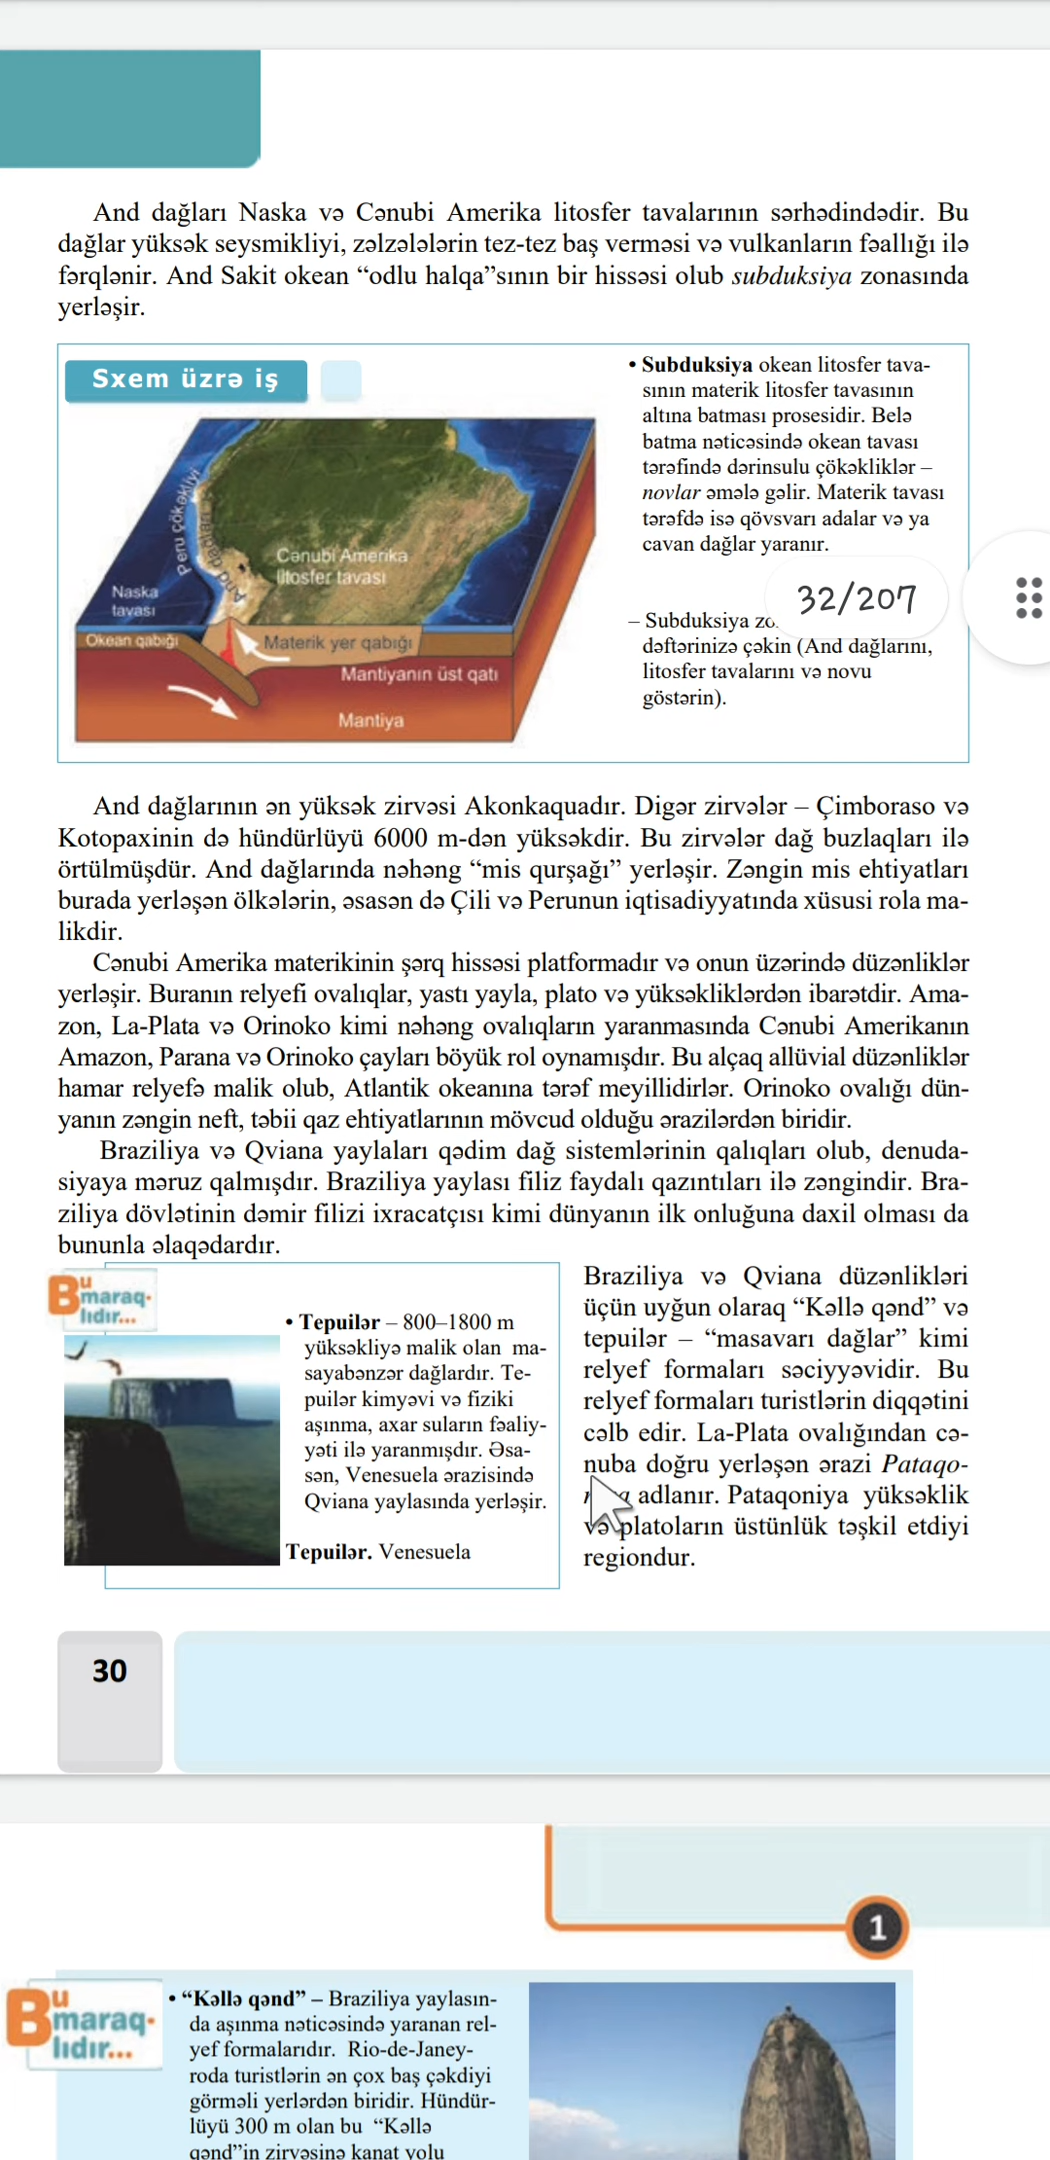 And dağları Naska və Cənubi Amerika litosfer tavalarının sərhədindədir. Bu
dağlar yüksək seysmikliyi, zəlzələlərin tez-tez baş verməsi və vulkanların fəallığı ilə
fərqlənir. And Sakit okean “odlu halqa”sının bir hissəsi olub subduksiya zonasında
yerləşir.
Sxem üzrə iş
Peru çökəkliyi
And dağları
Cənubi Amerika
litosfer tavası
Naska
tavası
Okean qabığı
Materik yer qabığı
Mantiyanın üst qatı
Mantiya
• Subduksiya okean litosfer tava-
sının materik litosfer tavasının
altına batması prosesidir. Belə
batma nəticəsində okean tavası
tərəfində dərinsulu çökəkliklər –
novlar əmələ gəlir. Materik tavası
tərəfdə isə qövsvarı adalar və ya
cavan dağlar yaranır.
32/207
– Subduksiya
dəftərinizə çəkin (And dağlarını,
litosfer tavalarını və novu
göstərin).
And dağlarının ən yüksək zirvəsi Akonkaquadır. Digər zirvələr – Çimboraso və
Kotopaxinin də hündürlüyü 6000 m-dən yüksəkdir. Bu zirvələr dağ buzlaqları ilə
örtülmüşdür. And dağlarında nəhəng “mis qurşağı” yerləşir. Zəngin mis ehtiyatları
burada yerləşən ölkələrin, əsasən də Çili və Perunun iqtisadiyyatında xüsusi rola ma-
likdir.
Cənubi Amerika materikinin şərq hissəsi platformadır və onun üzərində düzənliklər
yerləşir. Buranın relyefi ovalıqlar, yastı yayla, plato və yüksəkliklərdən ibarətdir. Ama-
zon, La-Plata və Orinoko kimi nəhəng ovalıqların yaranmasında Cənubi Amerikanın
Amazon, Parana və Orinoko çayları böyük rol oynamışdır. Bu alçaq allüvial düzənliklər
hamar relyefə malik olub, Atlantik okeanına tərəf meyillidirlər. Orinoko ovalığı dün-
yanın zəngin neft, təbii qaz ehtiyatlarının mövcud olduğu ərazilərdən biridir.
Braziliya və Qviana yaylaları qədim dağ sistemlərinin qalıqları olub, denuda-
siyaya məruz qalmışdır. Braziliya yaylası filiz faydalı qazıntıları ilə zəngindir. Bra-
ziliya dövlətinin dəmir filizi ixracatçısı kimi dünyanın ilk onluğuna daxil olması da
bununla əlaqədardır.
Bu
maraq-
lıdır...
• Tepuilər – 800–1800 m
yüksəkliyə malik olan ma-
sayabənzər dağlardır. Te-
puilər kimyəvi və fiziki
aşınma, axar suların fəaliy-
yəti ilə yaranmışdır. Əsa-
sən, Venesuela ərazisində
Qviana yaylasında yerləşir.
Tepuilər. Venesuela
Braziliya və Qviana düzənlikləri
üçün uyğun olaraq “Kəllə qənd” və
tepuilər – “masavarı dağlar” kimi
relyef formaları səciyyəvidir. Bu
relyef formaları turistlərin diqqətini
cəlb edir. La-Plata ovalığından cə-
nuba doğru yerləşən ərazi Pataqo-
adlanır. Pataqoniya yüksəklik
və platoların üstünlük təşkil etdiyi
regiondur.
30
1
Bu
maraq-
lıdır...
• “Kəllə qənd” – Braziliya yaylasın-
da aşınma nəticəsində yaranan rel-
yef formalarıdır. Rio-de-Janey-
roda turistlərin ən çox baş çəkdiyi
görməli yerlərdən biridir. Hündür-
lüyü 300 m olan bu “Kəllə
qənd”in zirvəsinə kanat yolu